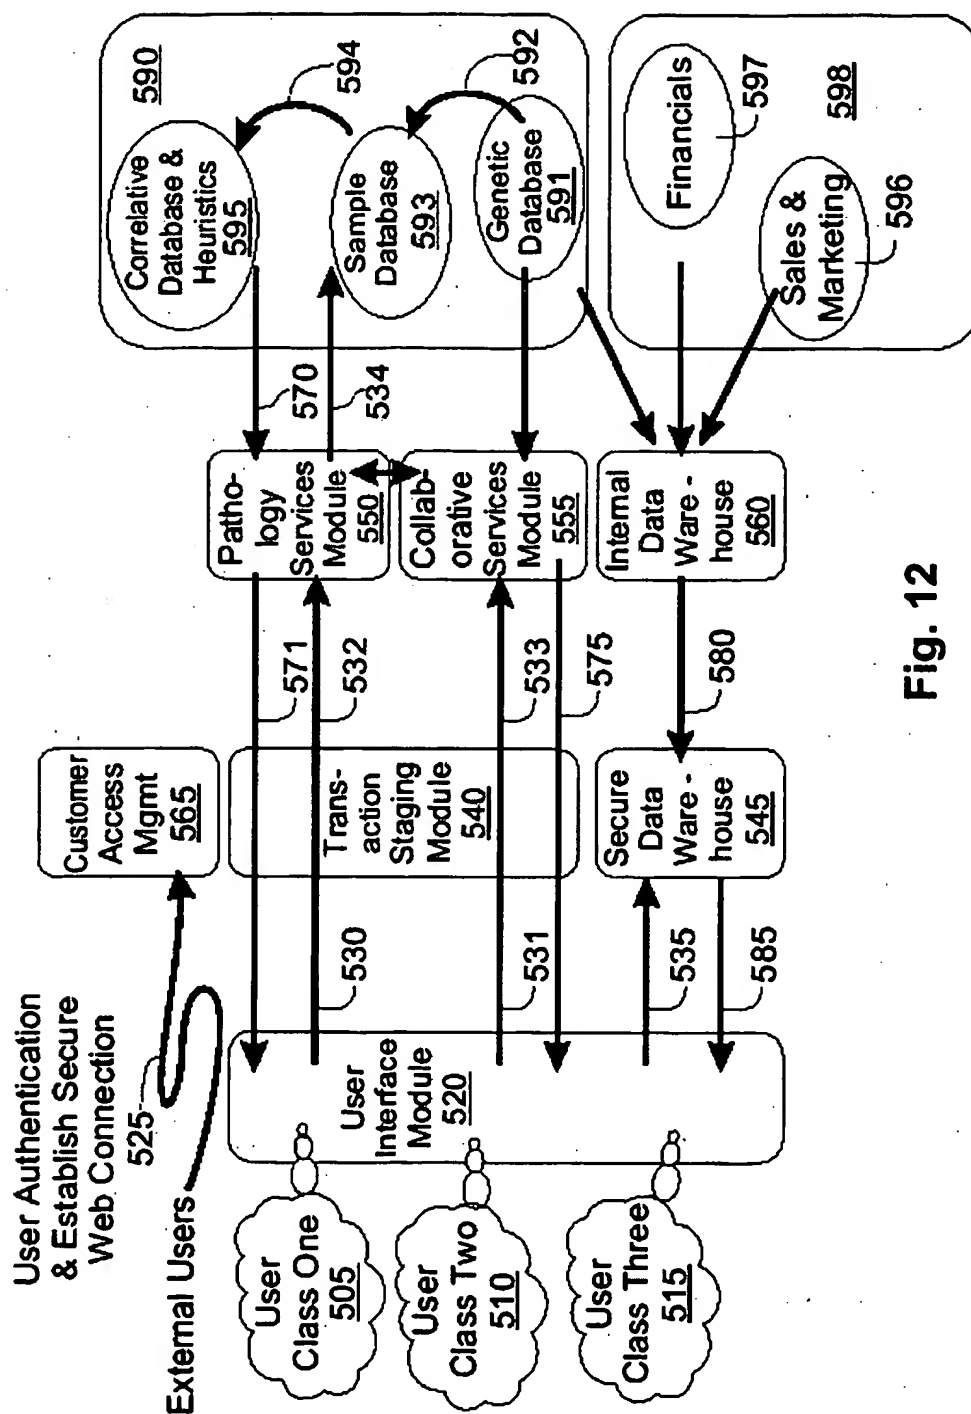 User Authentication
& Establish Secure
Web Connection
525
External Users
User
Class One
505
User
Class Two
510
User
Class Three
515
User
Interface
Module
520
530
531
535
585
Customer
Access
Mgmt
565
Trans-
action
Staging
Module
540
Secure
Data
Ware -
house
545
571
532
533
575
580
Patho-
logy
Services
Module
550
Collab-
orative
Services
Module
555
Internal
Data
Ware -
house
560
570
534
590
Correlative
Database &
Heuristics
595
594
Sample
Database
593
592
Genetic
Database
591
Financials
597
598
Sales &
Marketing
596
Fig. 12